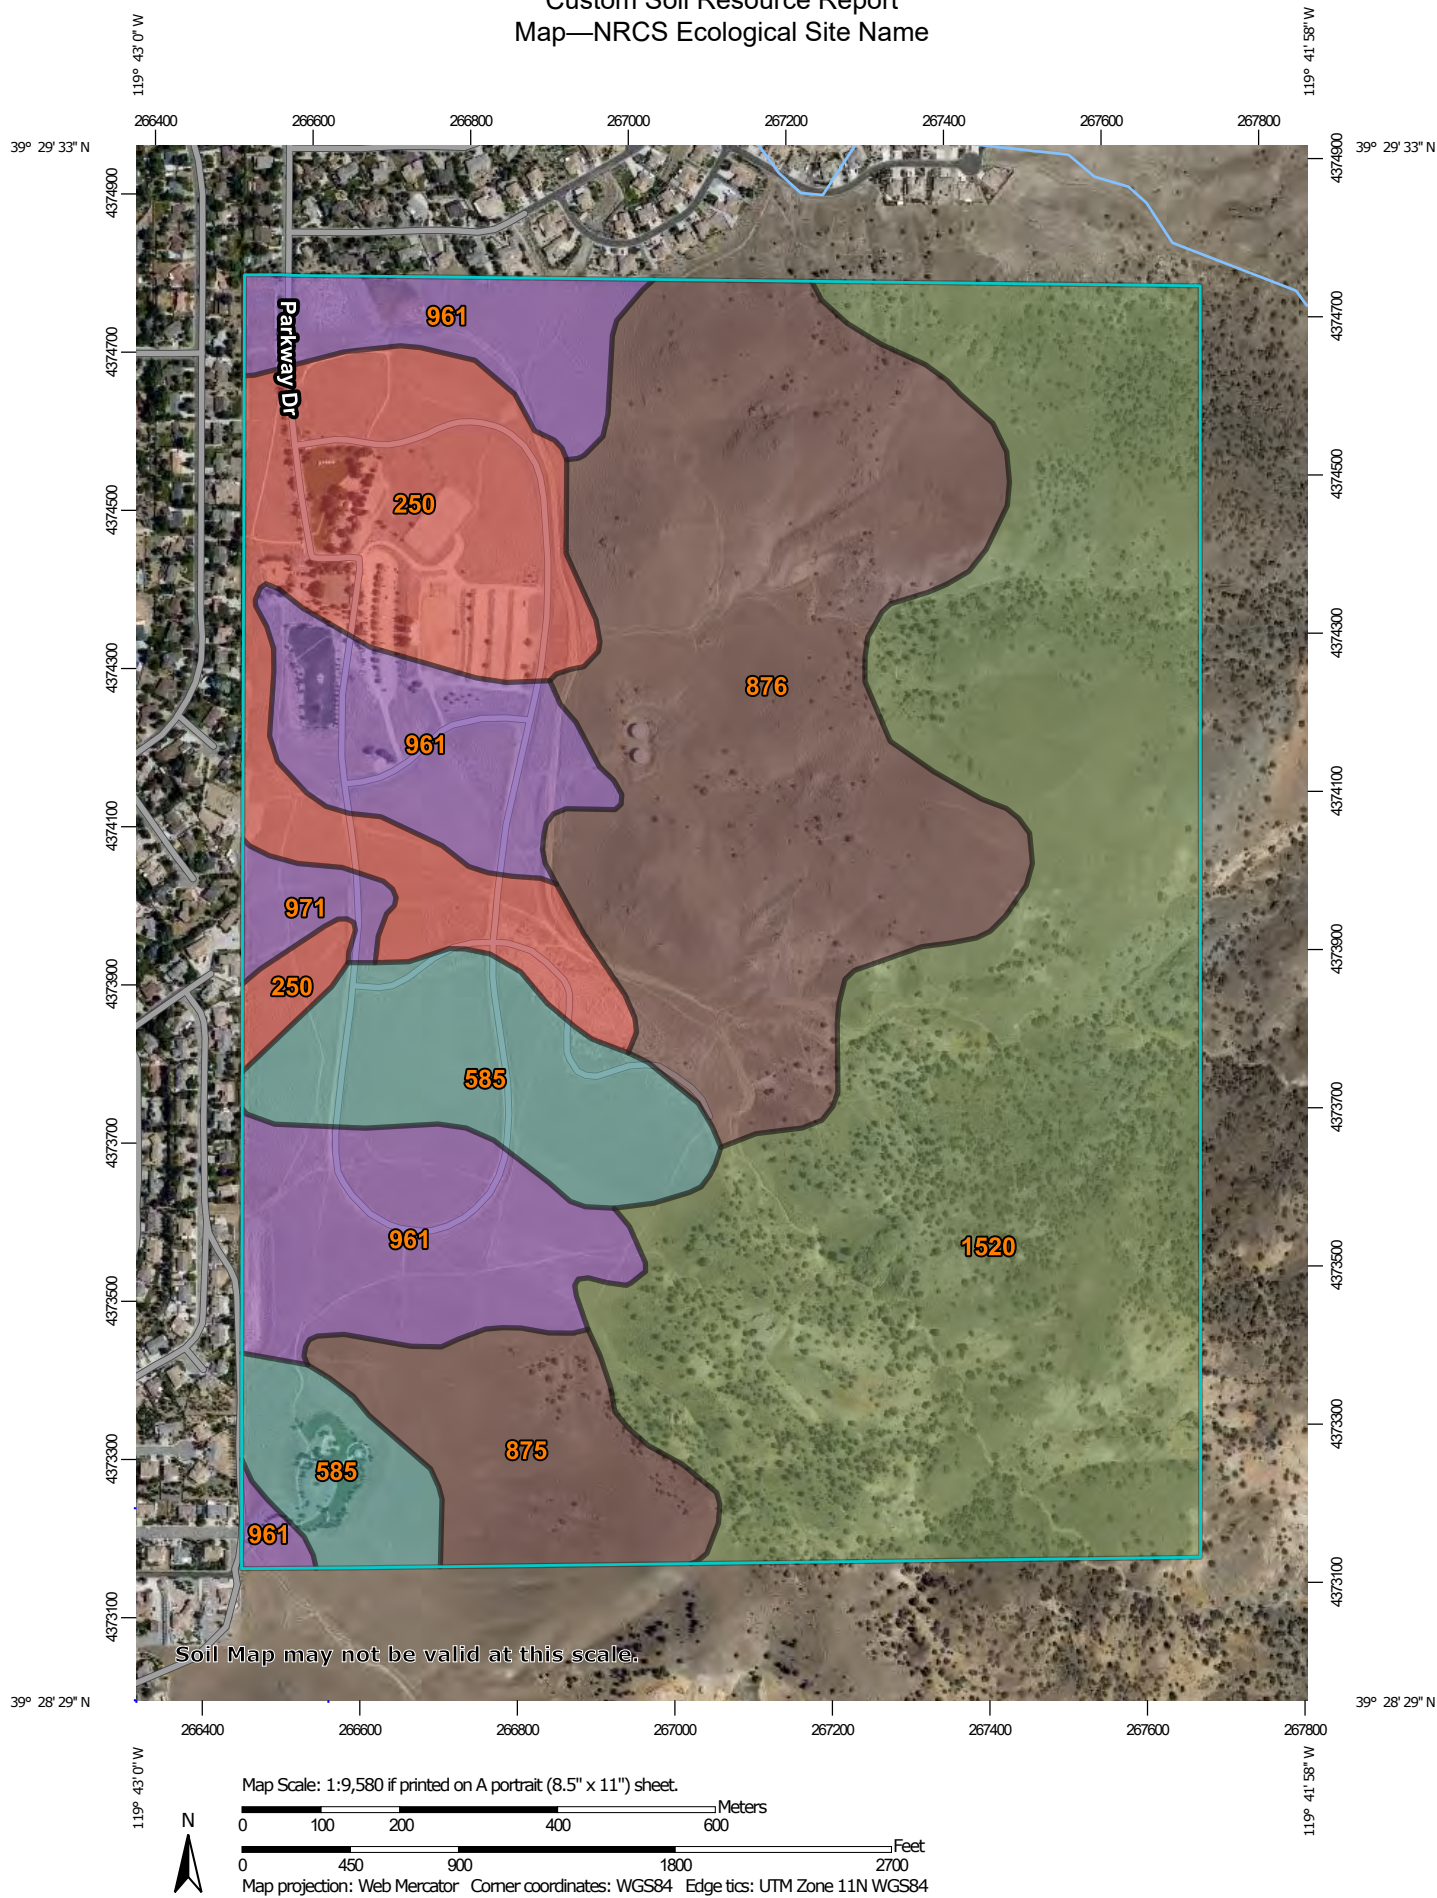 Custom Soil Resource Report
Map—NRCS Ecological Site Name
119° 43' 0" W
119° 41' 58" W
266400
266600
266800
267000
267200
267400
267600
267800
39° 29' 33" N
39° 29' 33" N
4374900
4374700
4374500
4374300
4374100
4373900
4373700
4373500
4373300
4373100
4374900
4374700
4374500
4374300
4374100
4373900
4373700
4373500
4373300
4373100
Parkway Dr
961
250
876
961
971
250
585
961
1520
875
585
961
Soil Map may not be valid at this scale.
39° 28' 29" N
39° 28' 29" N
266400
266600
266800
267000
267200
267400
267600
267800
119° 43' 0" W
119° 41' 58" W
Map Scale: 1:9,580 if printed on A portrait (8.5" x 11") sheet.
N
Meters
0 100 200 400 600
Feet
0 450 900 1800 2700
Map projection: Web Mercator Corner coordinates: WGS84 Edge tics: UTM Zone 11N WGS84